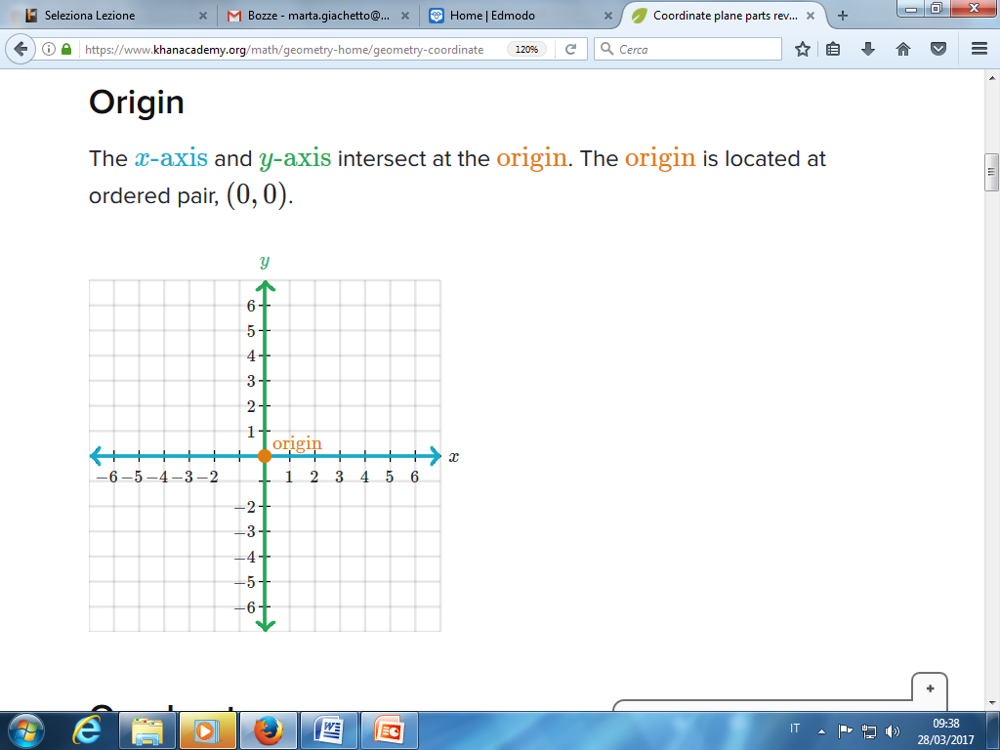 Seleziona Lezione
Bozze - marta.giachetto@...
Home | Edmodo
Coordinate plane parts rev...
https://www.khanacademy.org/math/geometry-home/geometry-coordinate
120%
Cerca
Origin
The x-axis and y-axis intersect at the origin. The origin is located at
ordered pair, (0, 0).
y
6
5
4
3
2
1
origin
x
−6 −5 −4 −3 −2 1 2 3 4 5 6
−2
−3
−4
−5
−6
+
IT
09:38
28/03/2017